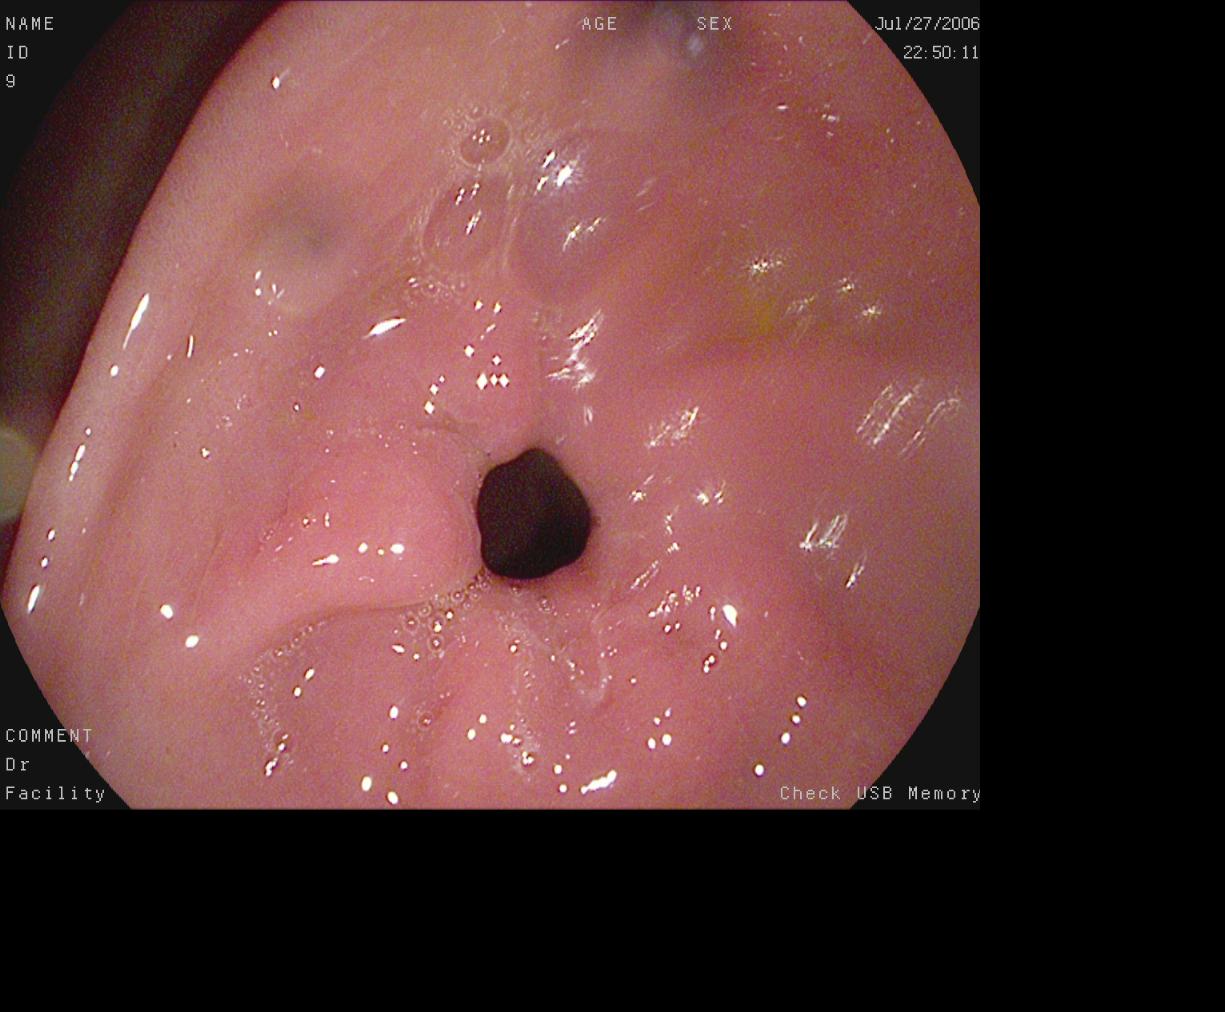 NAME AGE SEX Jul/27/2006
ID 22:50:11
9
COMMENT
Dr
Facility Check USB Memory